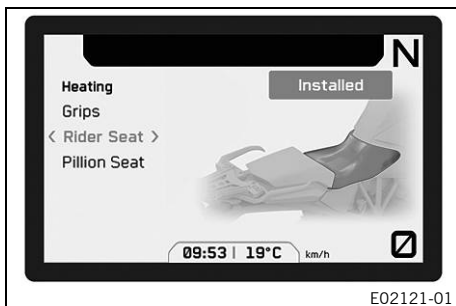 N
Heating
Installed
Grips
< Rider Seat >
Pillion Seat
09:53 | 19°C km/h
E02121-01